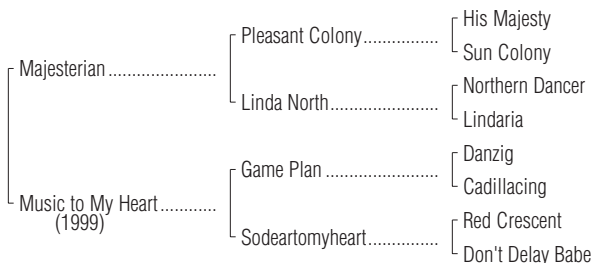 His Majesty
Pleasant Colony................
Sun Colony
Majesterian.......................
Northern Dancer
Linda North.......................
Lindaria
Danzig
Game Plan ........................
Cadillacing
Music to My Heart............
(1999)
Red Crescent
Sodeartomyheart...............
Don't Delay Babe